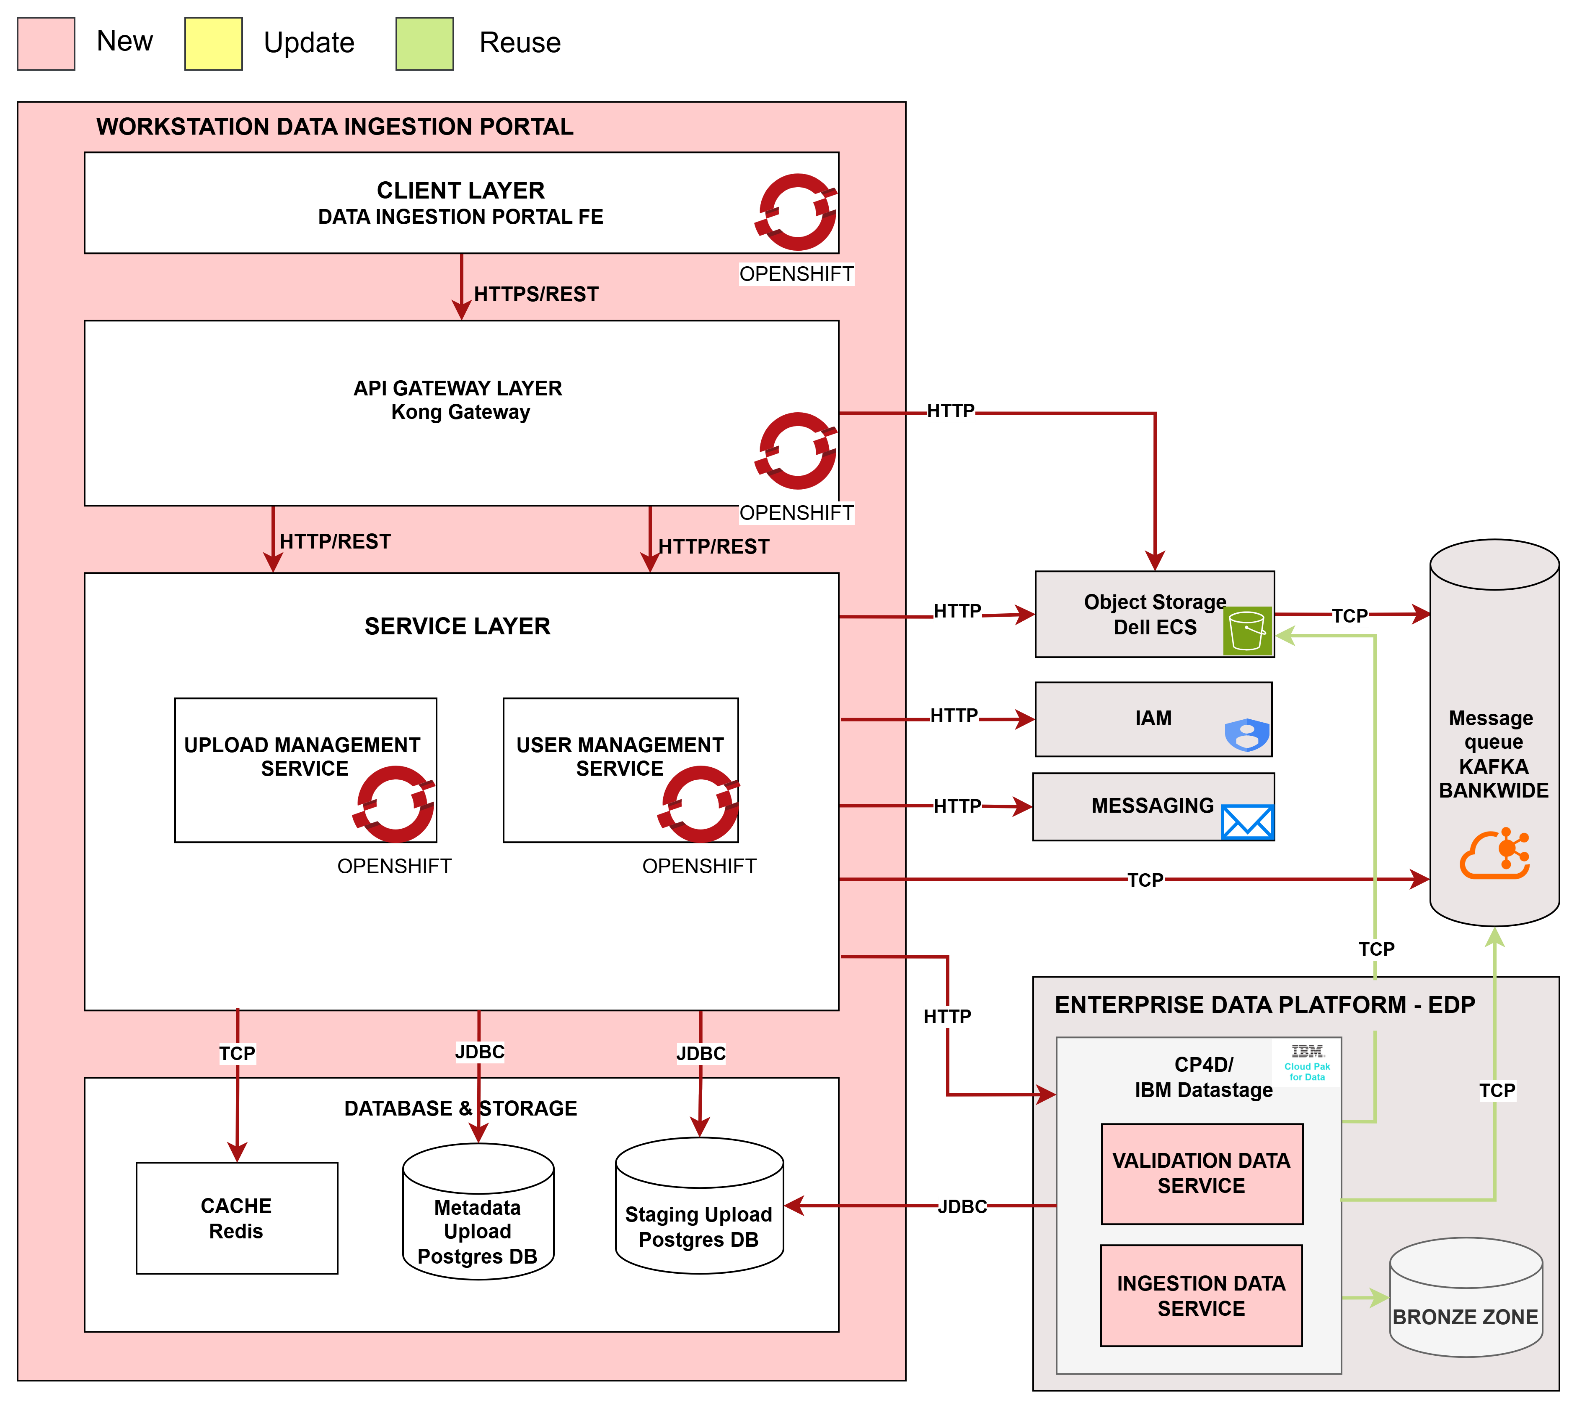 New
Update
Reuse
WORKSTATION DATA INGESTION PORTAL
CLIENT LAYER
DATA INGESTION PORTAL FE
OPENSHIFT
HTTPS/REST
API GATEWAY LAYER
Kong Gateway
OPENSHIFT
HTTP
HTTP/REST
HTTP/REST
SERVICE LAYER
UPLOAD MANAGEMENT
SERVICE
OPENSHIFT
USER MANAGEMENT
SERVICE
OPENSHIFT
HTTP
Object Storage
Dell ECS
TCP
HTTP
IAM
HTTP
MESSAGING
Message
queue
KAFKA
BANKWIDE
TCP
TCP
HTTP
TCP
JDBC
JDBC
DATABASE & STORAGE
CACHE
Redis
Metadata
Upload
Postgres DB
Staging Upload
Postgres DB
JDBC
ENTERPRISE DATA PLATFORM - EDP
CP4D/
IBM Datastage
IBM
Cloud Pak
for Data
TCP
VALIDATION DATA
SERVICE
INGESTION DATA
SERVICE
BRONZE ZONE